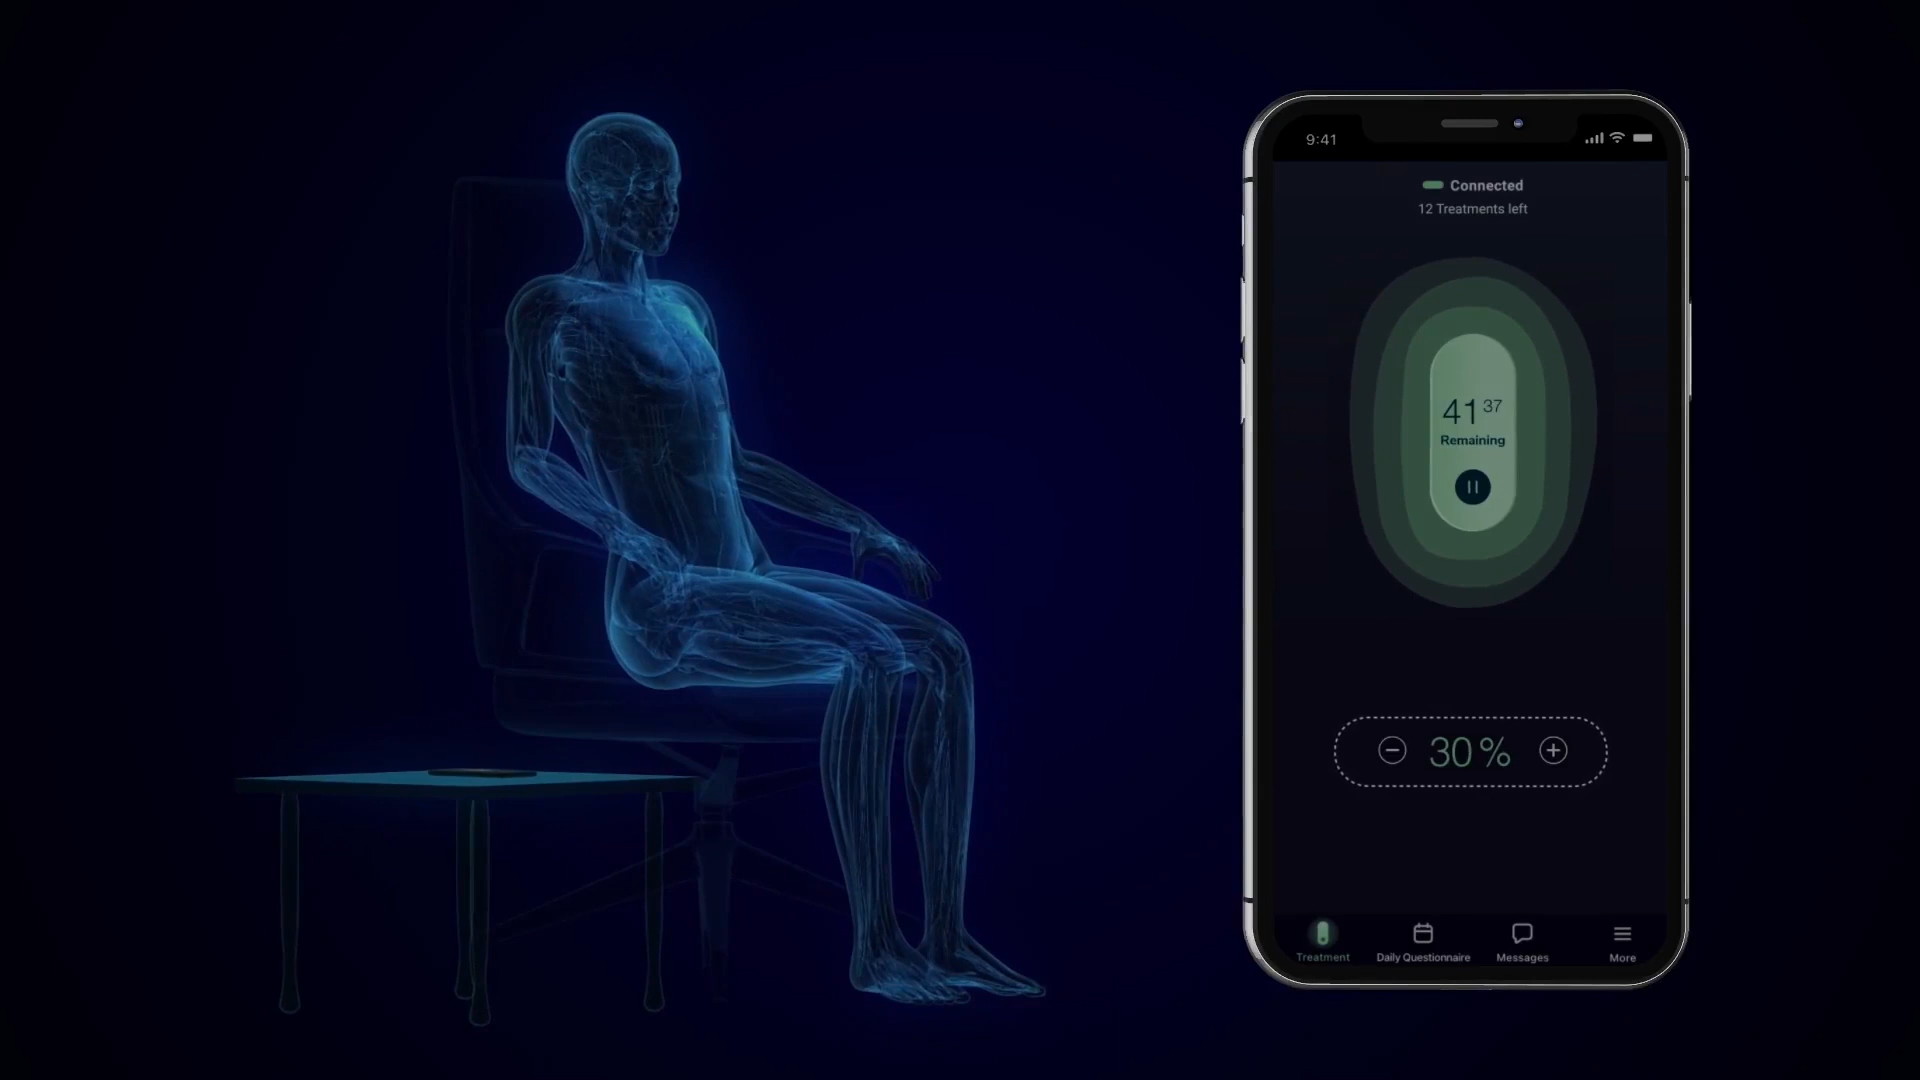 9:41
Connected
12 Treatments left
41 37
Remaining
30%
Treatment
Daily Questionnaire
Messages
More